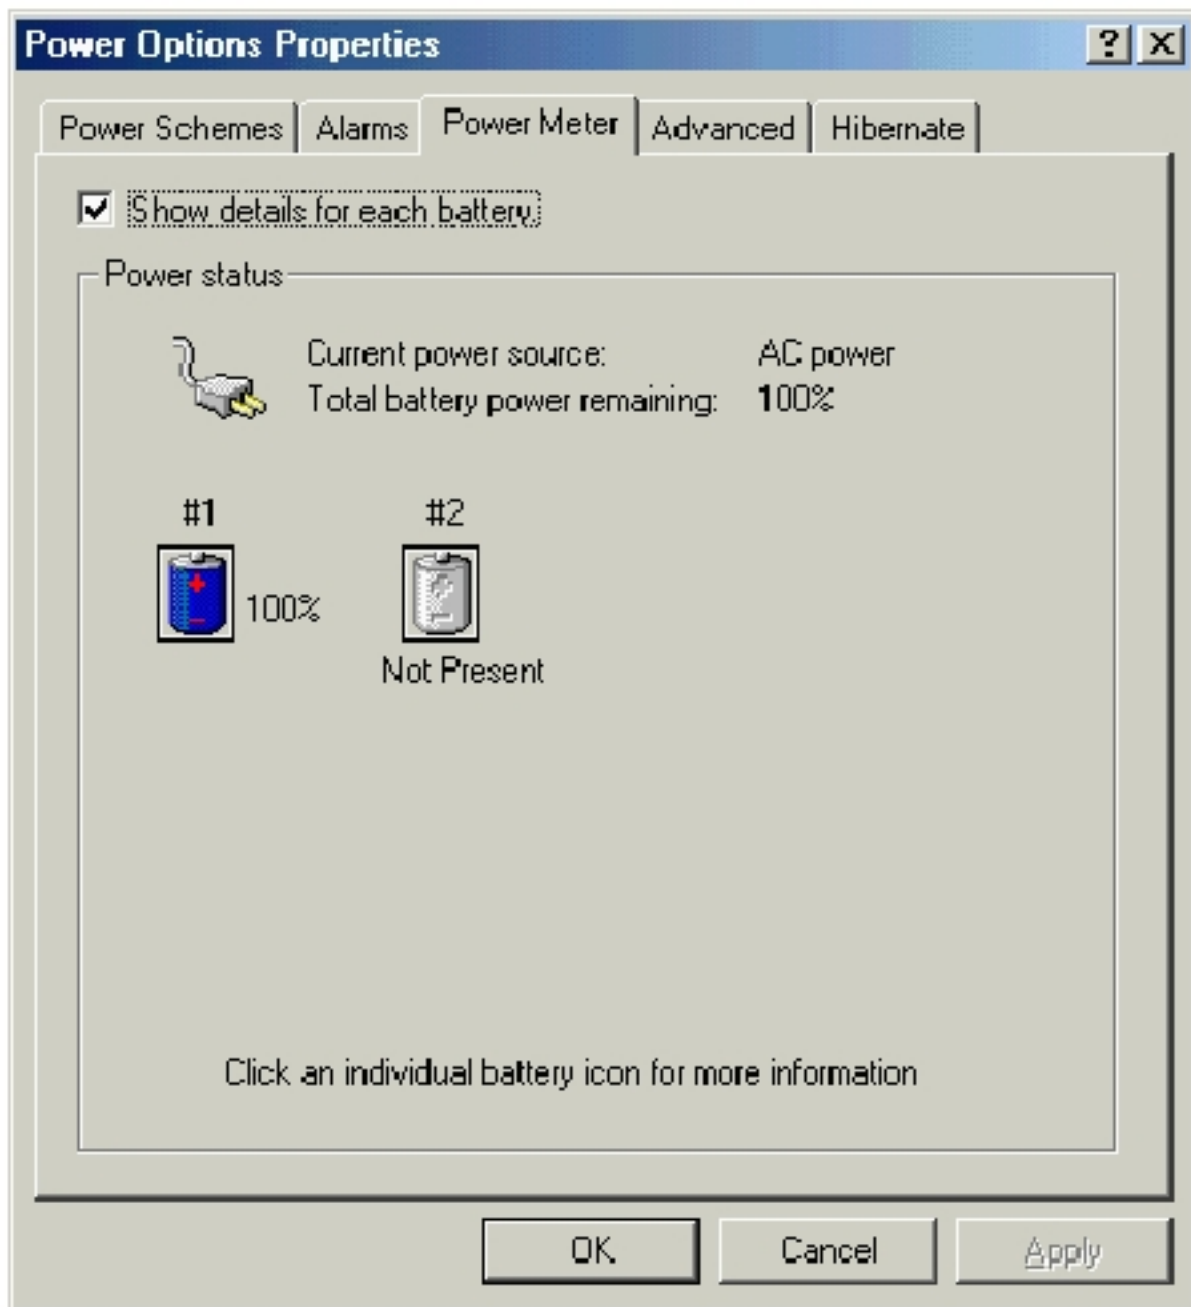 Power Options Properties
Power Schemes Alarms Power Meter Advanced Hibernate
Show details for each battery.
Power status
Current power source: AC power
Total battery power remaining: 100%
#1 #2
100%
Not Present
Click an individual battery icon for more information
OK Cancel Apply